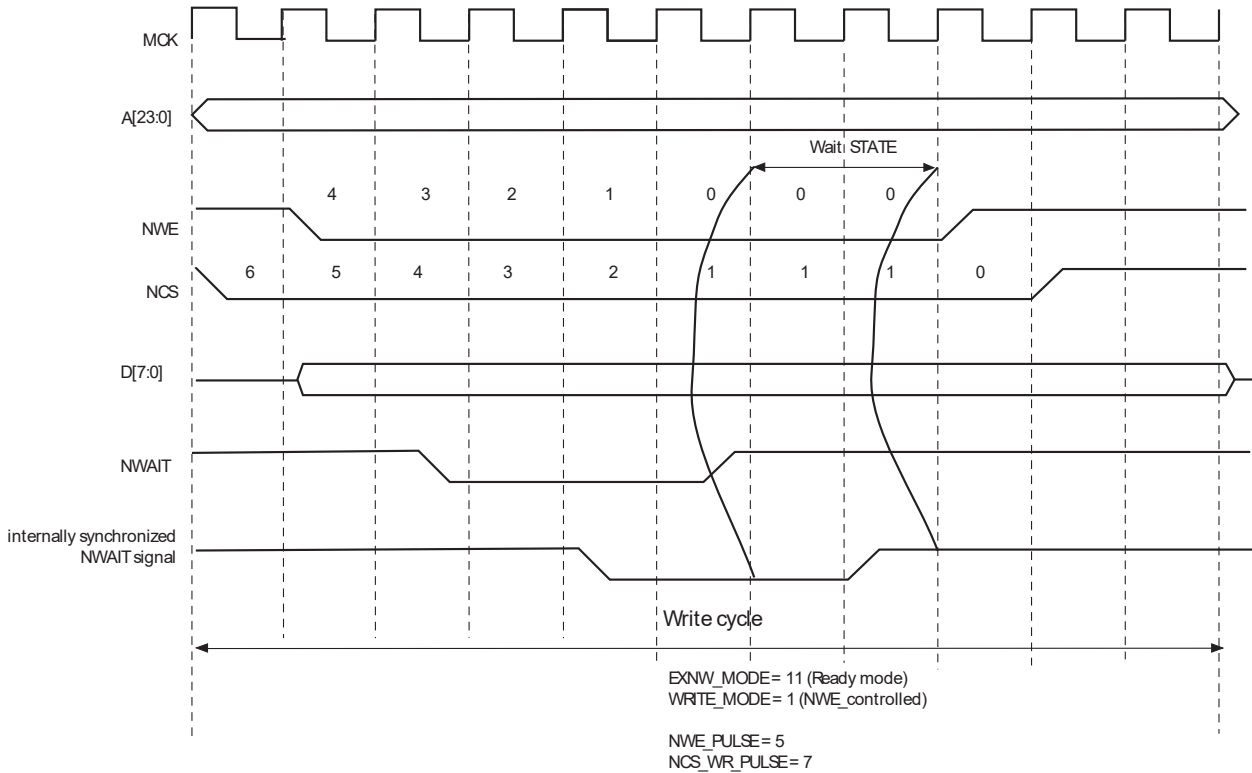 MCK
A[23:0]
Wait STATE
4 3 2 1 0 0 0
NWE
6 5 4 3 2 1 1 1 0
NCS
D[7:0]
NWAIT
internally synchronized
NWAIT signal
Write cycle
EXNW_MODE = 11 (Ready mode)
WRITE_MODE = 1 (NWE_controlled)
NWE_PULSE = 5
NCS_WR_PULSE = 7